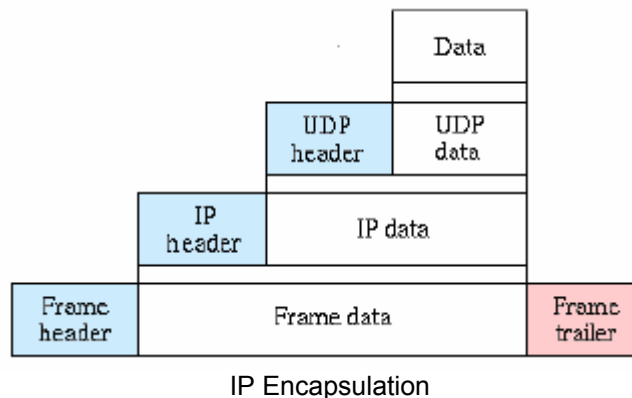 Data
UDP
header
UDP
data
IP
header
IP data
Frame
header
Frame data
Frame
trailer
IP Encapsulation